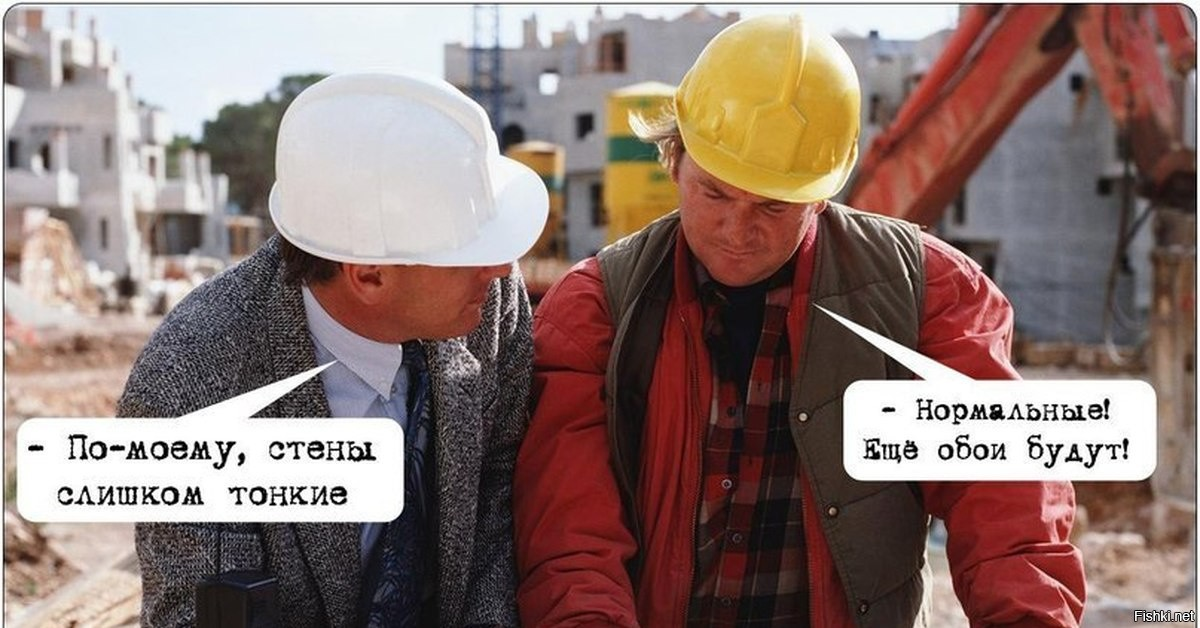 - По-моему, стены
слишком тонкие
- Нормальные!
Ещё обои будут!
Fishki.net